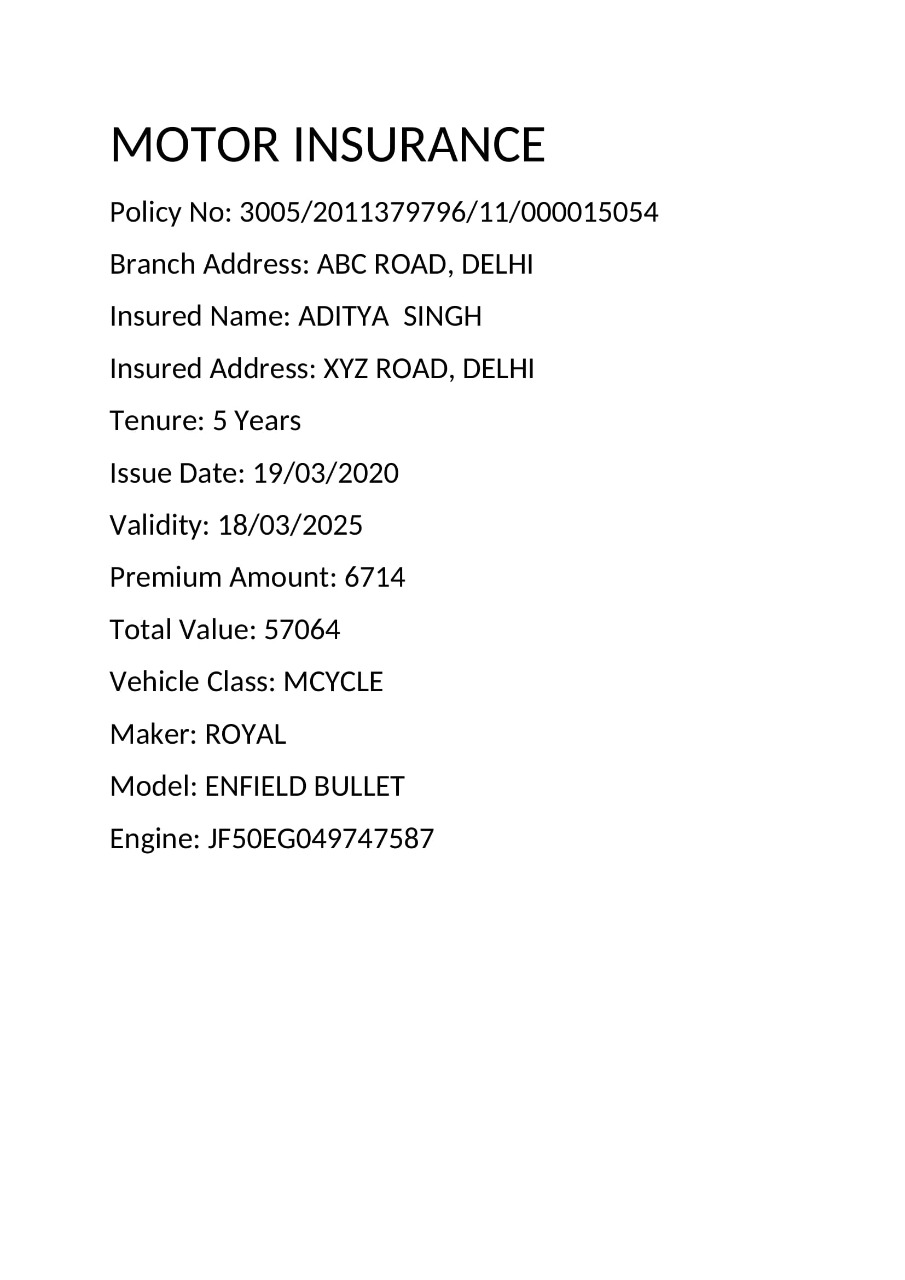 MOTOR INSURANCE
Policy No: 3005/2011379796/11/000015054
Branch Address: ABC ROAD, DELHI
Insured Name: ADITYA  SINGH
Insured Address: XYZ ROAD, DELHI
Tenure: 5 Years
Issue Date: 19/03/2020
Validity: 18/03/2025
Premium Amount: 6714
Total Value: 57064
Vehicle Class: MCYCLE
Maker: ROYAL
Model: ENFIELD BULLET
Engine: JF50EG049747587